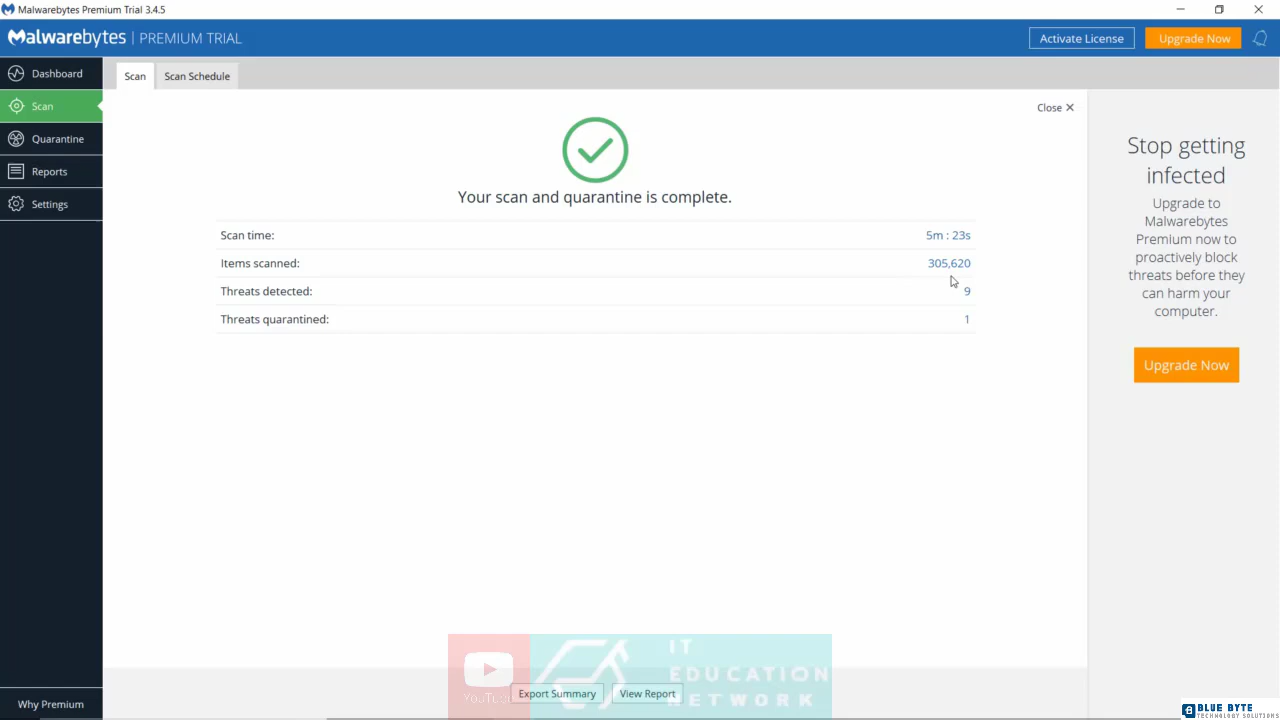 Malwarebytes Premium Trial 3.4.5
Malwarebytes | PREMIUM TRIAL
Activate License
Upgrade Now
Dashboard
Scan
Quarantine
Reports
Settings
Why Premium
Scan
Scan Schedule
Close
Your scan and quarantine is complete.
Scan time: 5m : 23s
Items scanned: 305,620
Threats detected: 9
Threats quarantined: 1
Stop getting
infected
Upgrade to
Malwarebytes
Premium now to
proactively block
threats before they
can harm your
computer.
Upgrade Now
YouTube
IT
EDUCATION
NETWORK
Export Summary
View Report
BLUE BYTE
TECHNOLOGY SOLUTIONS